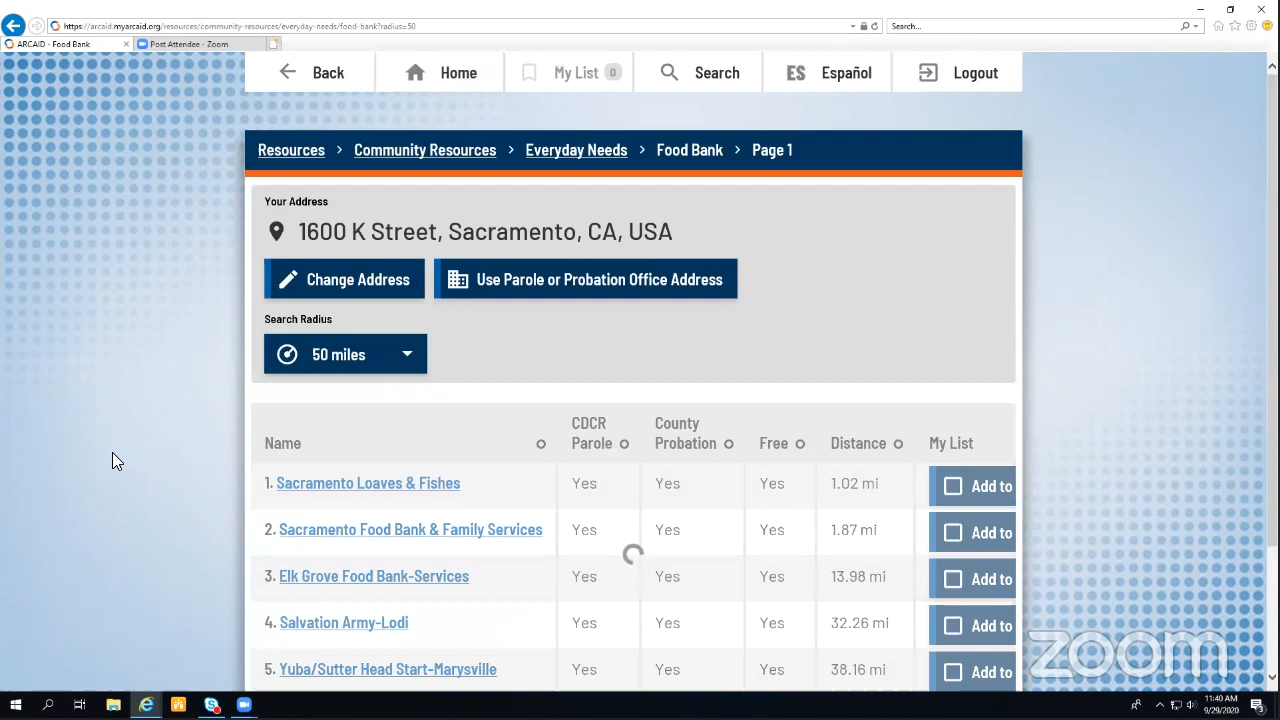 https://arcaid.myarcaid.org/resources/community-resources/everyday-needs/food-bank?radius=50
Search...
ARCAID - Food Bank
Post Attendee - Zoom
Back
Home
My List 0
Search
ES Español
Logout
Resources > Community Resources > Everyday Needs > Food Bank > Page 1
Your Address
1600 K Street, Sacramento, CA, USA
Change Address
Use Parole or Probation Office Address
Search Radius
50 miles
Name
CDCR Parole
County Probation
Free
Distance
My List
1. Sacramento Loaves & Fishes Yes Yes Yes 1.02 mi Add to
2. Sacramento Food Bank & Family Services Yes Yes Yes 1.87 mi Add to
3. Elk Grove Food Bank-Services Yes Yes Yes 13.98 mi Add to
4. Salvation Army-Lodi Yes Yes Yes 32.26 mi Add to
5. Yuba/Sutter Head Start-Marysville Yes Yes Yes 38.16 mi Add to
zoom
11:40 AM
9/29/2020
3